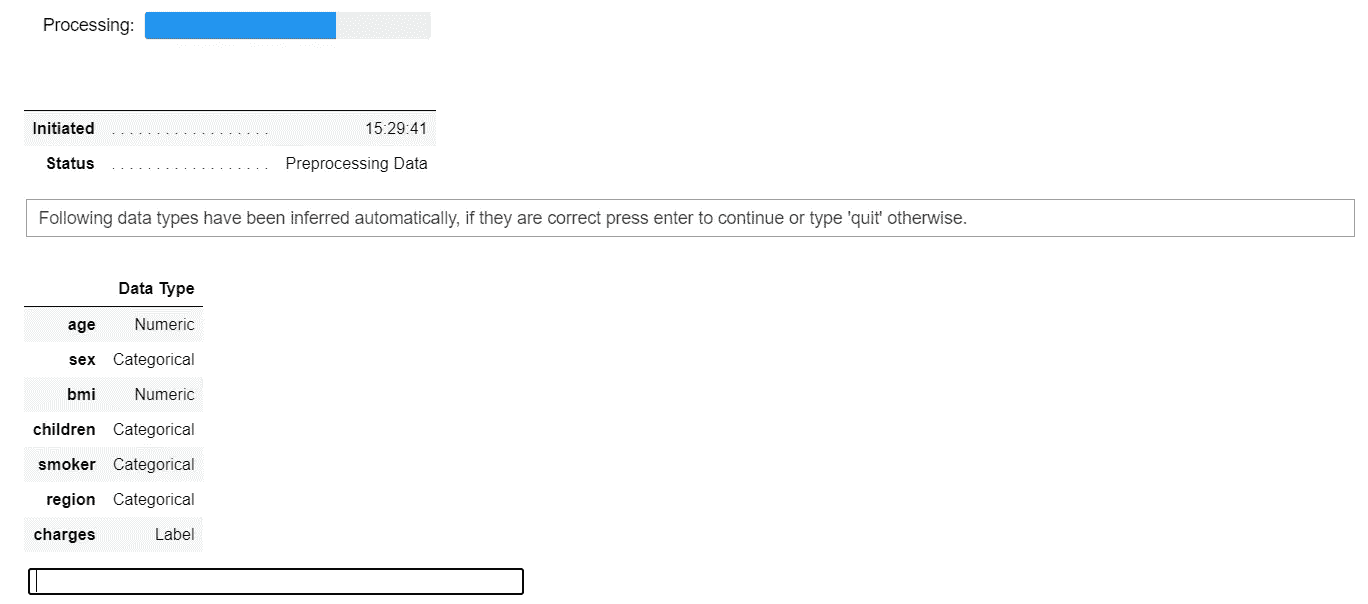 Processing:
Initiated . . . . . . . . . . . . . . . . . . 15:29:41
Status . . . . . . . . . . . . . . . . . . Preprocessing Data
Following data types have been inferred automatically, if they are correct press enter to continue or type 'quit' otherwise.
Data Type
age Numeric
sex Categorical
bmi Numeric
children Categorical
smoker Categorical
region Categorical
charges Label